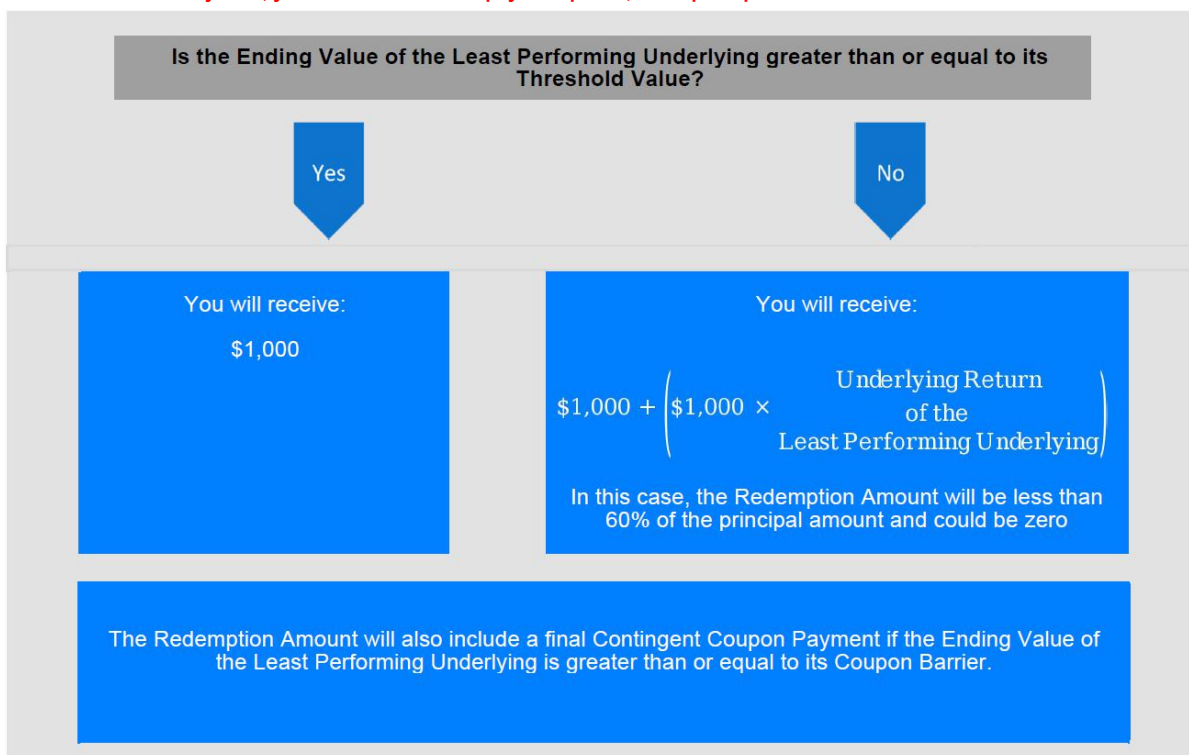 Is the Ending Value of the Least Performing Underlying greater than or equal to its
Threshold Value?
Yes
No
You will receive:
$1,000
You will receive:
$1,000 + ($1,000 × Underlying Return
of the
Least Performing Underlying)
In this case, the Redemption Amount will be less than
60% of the principal amount and could be zero
The Redemption Amount will also include a final Contingent Coupon Payment if the Ending Value of
the Least Performing Underlying is greater than or equal to its Coupon Barrier.